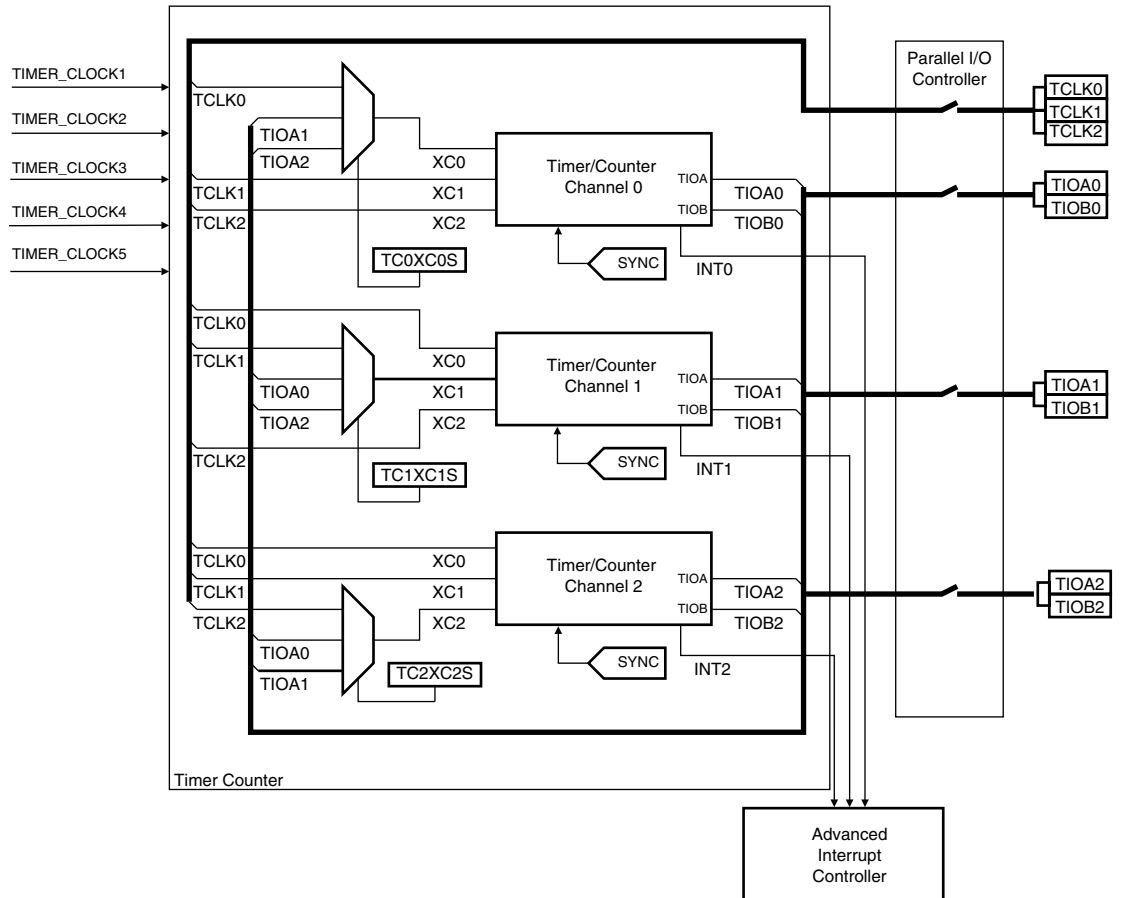 TIMER_CLOCK1
TIMER_CLOCK2
TIMER_CLOCK3
TIMER_CLOCK4
TIMER_CLOCK5
TCLK0
TIOA1
TIOA2
TCLK1
TCLK2
XC0
XC1
XC2
TC0XC0S
Timer/Counter
Channel 0
TIOA
TIOB
TIOA0
TIOB0
SYNC
INT0
TCLK0
TCLK1
TIOA0
TIOA2
TCLK2
XC0
XC1
XC2
TC1XC1S
Timer/Counter
Channel 1
TIOA
TIOB
TIOA1
TIOB1
SYNC
INT1
TCLK0
TCLK1
TCLK2
TIOA0
TIOA1
XC0
XC1
XC2
TC2XC2S
Timer/Counter
Channel 2
TIOA
TIOB
TIOA2
TIOB2
SYNC
INT2
Timer Counter
Parallel I/O
Controller
TCLK0
TCLK1
TCLK2
TIOA0
TIOB0
TIOA1
TIOB1
TIOA2
TIOB2
Advanced
Interrupt
Controller